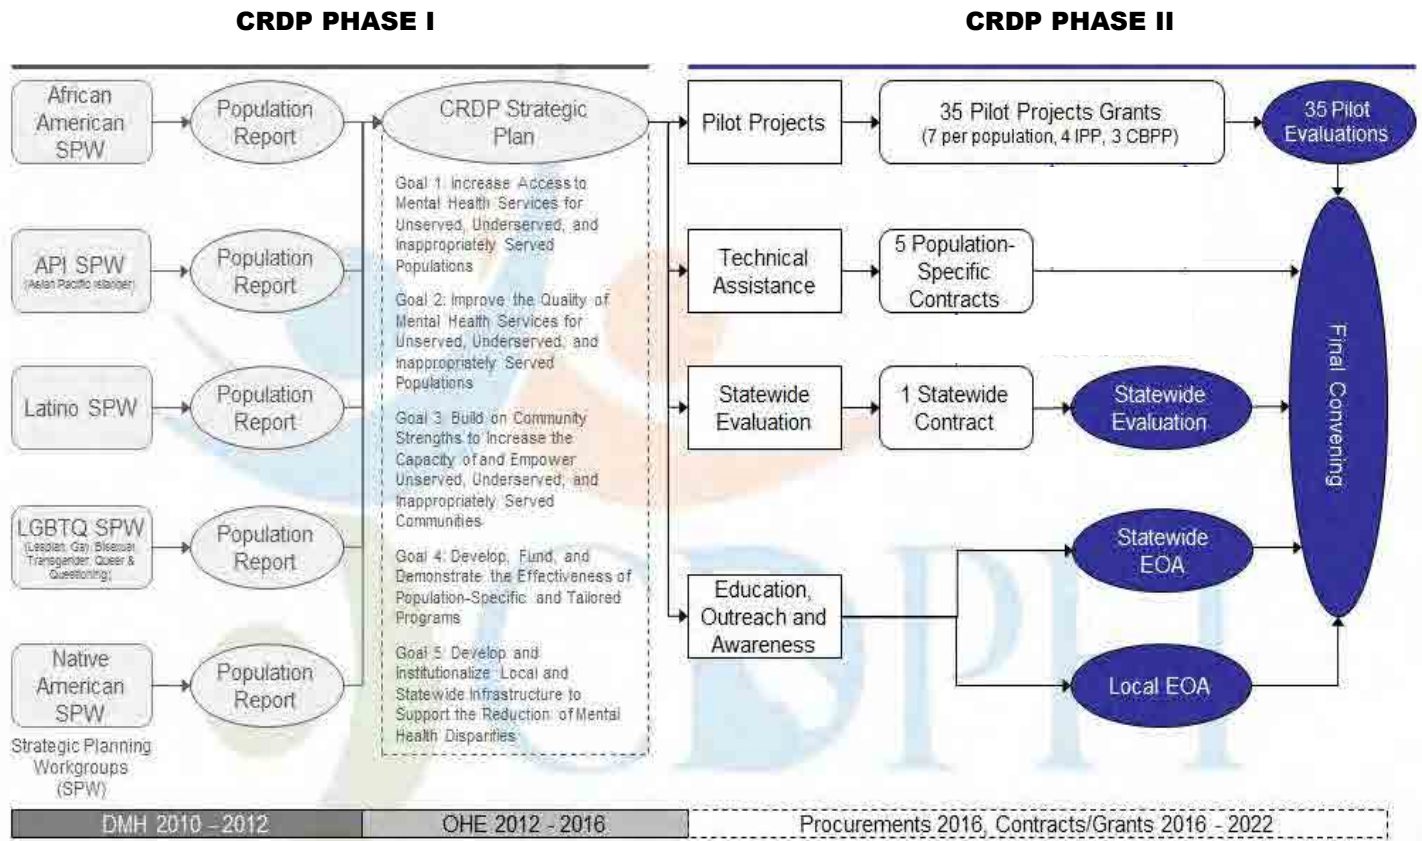 CRDP PHASE I
CRDP PHASE II
African
American
SPW
Population
Report
CRDP Strategic
Plan
Pilot Projects
35 Pilot Projects Grants
(7 per population, 4 IPP, 3 CBPP)
35 Pilot
Evaluations
Goal 1: Increase Access to
Mental Health Services for
Unserved, Underserved, and
Inappropriately Served
Populations
API SPW
(Asian Pacific Islander)
Population
Report
Technical
Assistance
5 Population-
Specific
Contracts
Goal 2: Improve the Quality of
Mental Health Services for
Unserved, Underserved, and
Inappropriately Served
Populations
Final Convening
Latino SPW
Population
Report
Statewide
Evaluation
1 Statewide
Contract
Statewide
Evaluation
Goal 3: Build on Community
Strengths to Increase the
Capacity of and Empower
Unserved, Underserved, and
Inappropriately Served
Communities
LGBTQ SPW
(Lesbian, Gay, Bisexual,
Transgender, Queer &
Questioning)
Population
Report
Statewide
EOA
Goal 4: Develop, Fund, and
Demonstrate the Effectiveness of
Population-Specific and Tailored
Programs
Education,
Outreach and
Awareness
Native
American
SPW
Population
Report
Goal 5: Develop and
Institutionalize Local and
Statewide Infrastructure to
Support the Reduction of Mental
Health Disparities
Local EOA
Strategic Planning
Workgroups
(SPW)
CDPH
DMH 2010 – 2012
OHE 2012 - 2016
Procurements 2016, Contracts/Grants 2016 - 2022